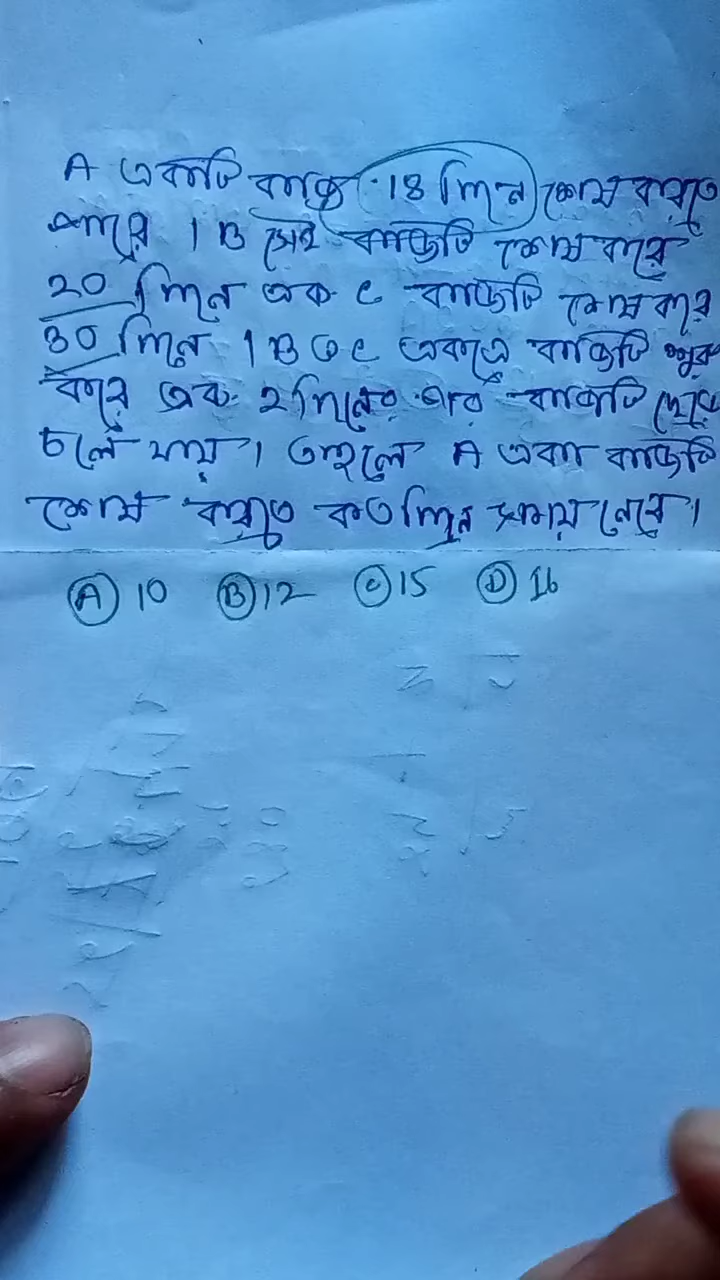 A একটি কাজ 18 দিনে শেষ করতে
পারে । B সেই কাজটি শেষ করে
20 দিনে এবং C কাজটি শেষ করে
30 দিনে । B ও C একত্রে কাজটি শুরু
করে এবং 2 দিনের পর কাজটি ছেড়ে
চলে যায় । তাহলে A একা কাজটি
শেষ করতে কতদিন সময় নেবে ।
(A) 10 (B) 12 (C) 15 (D) 16